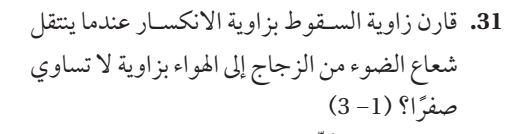 31. قارن زاوية السقوط بزاوية الانكسار عندما ينتقل
شعاع الضوء من الزجاج إلى الهواء بزاوية لا تساوي
صفرًا؟ (1-3)